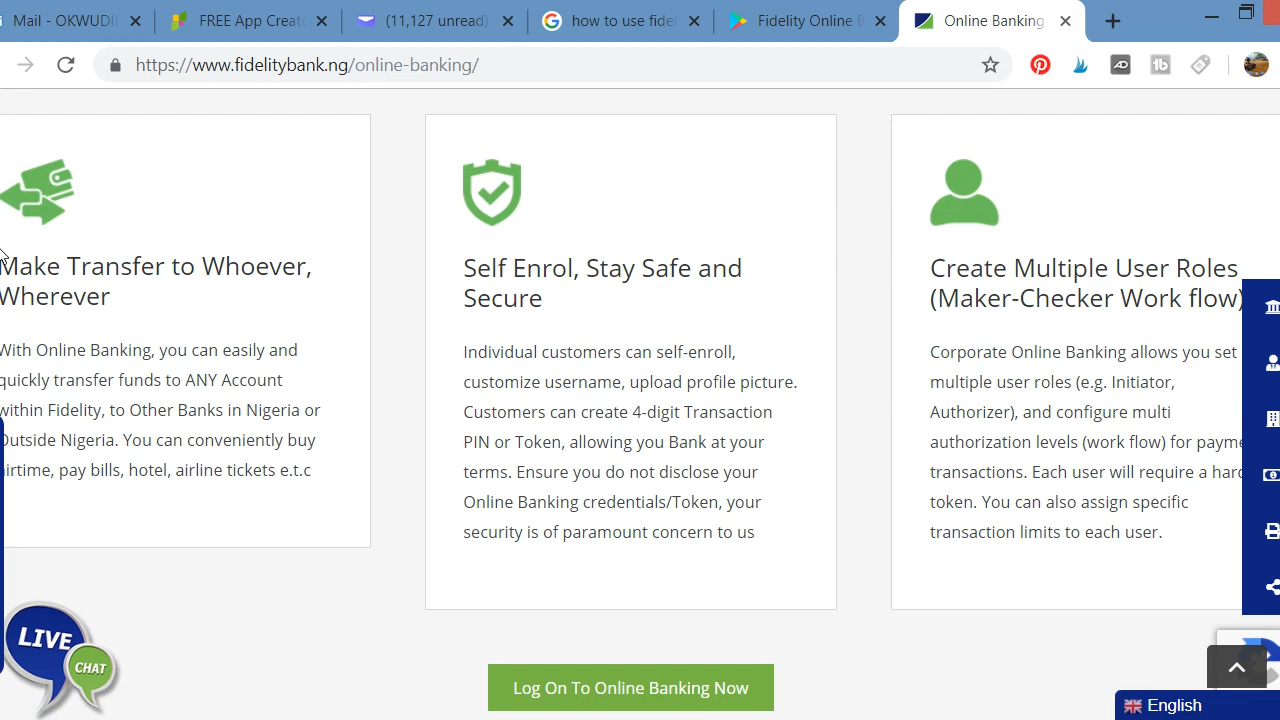 Mail - OKWUDI
FREE App Creat
(11,127 unread)
how to use fidel
Fidelity Online B
Online Banking
https://www.fidelitybank.ng/online-banking/
Make Transfer to Whoever,
Wherever
With Online Banking, you can easily and
quickly transfer funds to ANY Account
within Fidelity, to Other Banks in Nigeria or
Outside Nigeria. You can conveniently buy
airtime, pay bills, hotel, airline tickets e.t.c
Self Enrol, Stay Safe and
Secure
Individual customers can self-enroll,
customize username, upload profile picture.
Customers can create 4-digit Transaction
PIN or Token, allowing you Bank at your
terms. Ensure you do not disclose your
Online Banking credentials/Token, your
security is of paramount concern to us
Create Multiple User Roles
(Maker-Checker Work flow)
Corporate Online Banking allows you set
multiple user roles (e.g. Initiator,
Authorizer), and configure multi
authorization levels (work flow) for payme
transactions. Each user will require a hard
token. You can also assign specific
transaction limits to each user.
LIVE
CHAT
Log On To Online Banking Now
English